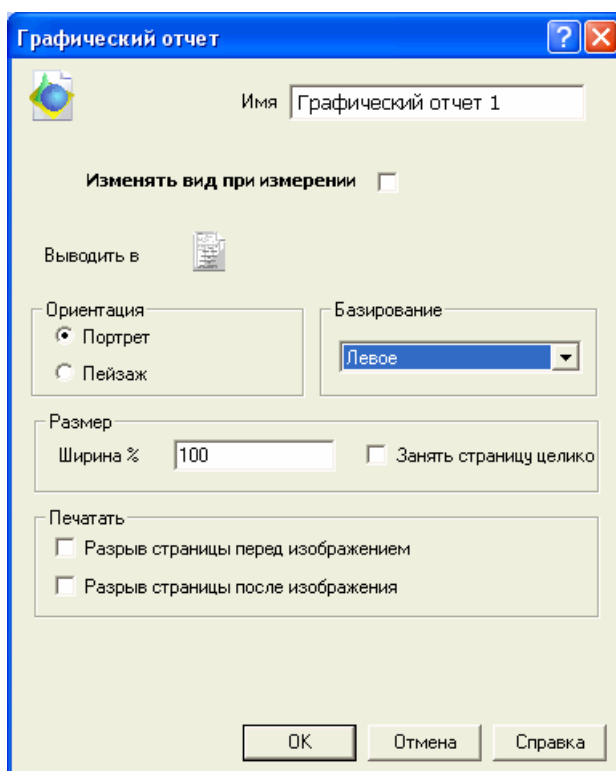 Графический отчет
Имя Графический отчет 1
Изменять вид при измерении
Выводить в
Ориентация
Портрет
Пейзаж
Базирование
Левое
Размер
Ширина % 100 Занять страницу целико
Печатать
Разрыв страницы перед изображением
Разрыв страницы после изображения
OK Отмена Справка